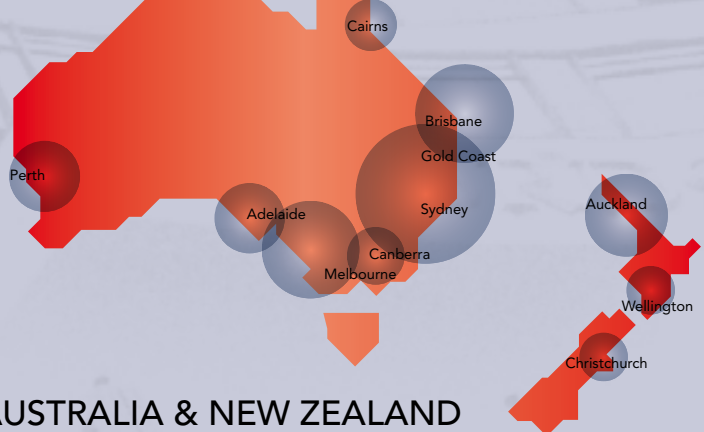 Cairns
Brisbane
Gold Coast
Perth
Auckland
Sydney
Adelaide
Canberra
Melbourne
Wellington
Christchurch
AUSTRALIA & NEW ZEALAND